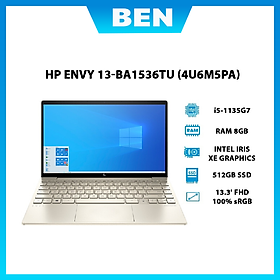 BEN
HP ENVY 13-BA1536TU (4U6M5PA)
i5-1135G7
RAM
RAM 8GB
INTEL IRIS
XE GRAPHICS
512GB SSD
13.3' FHD
100% sRGB